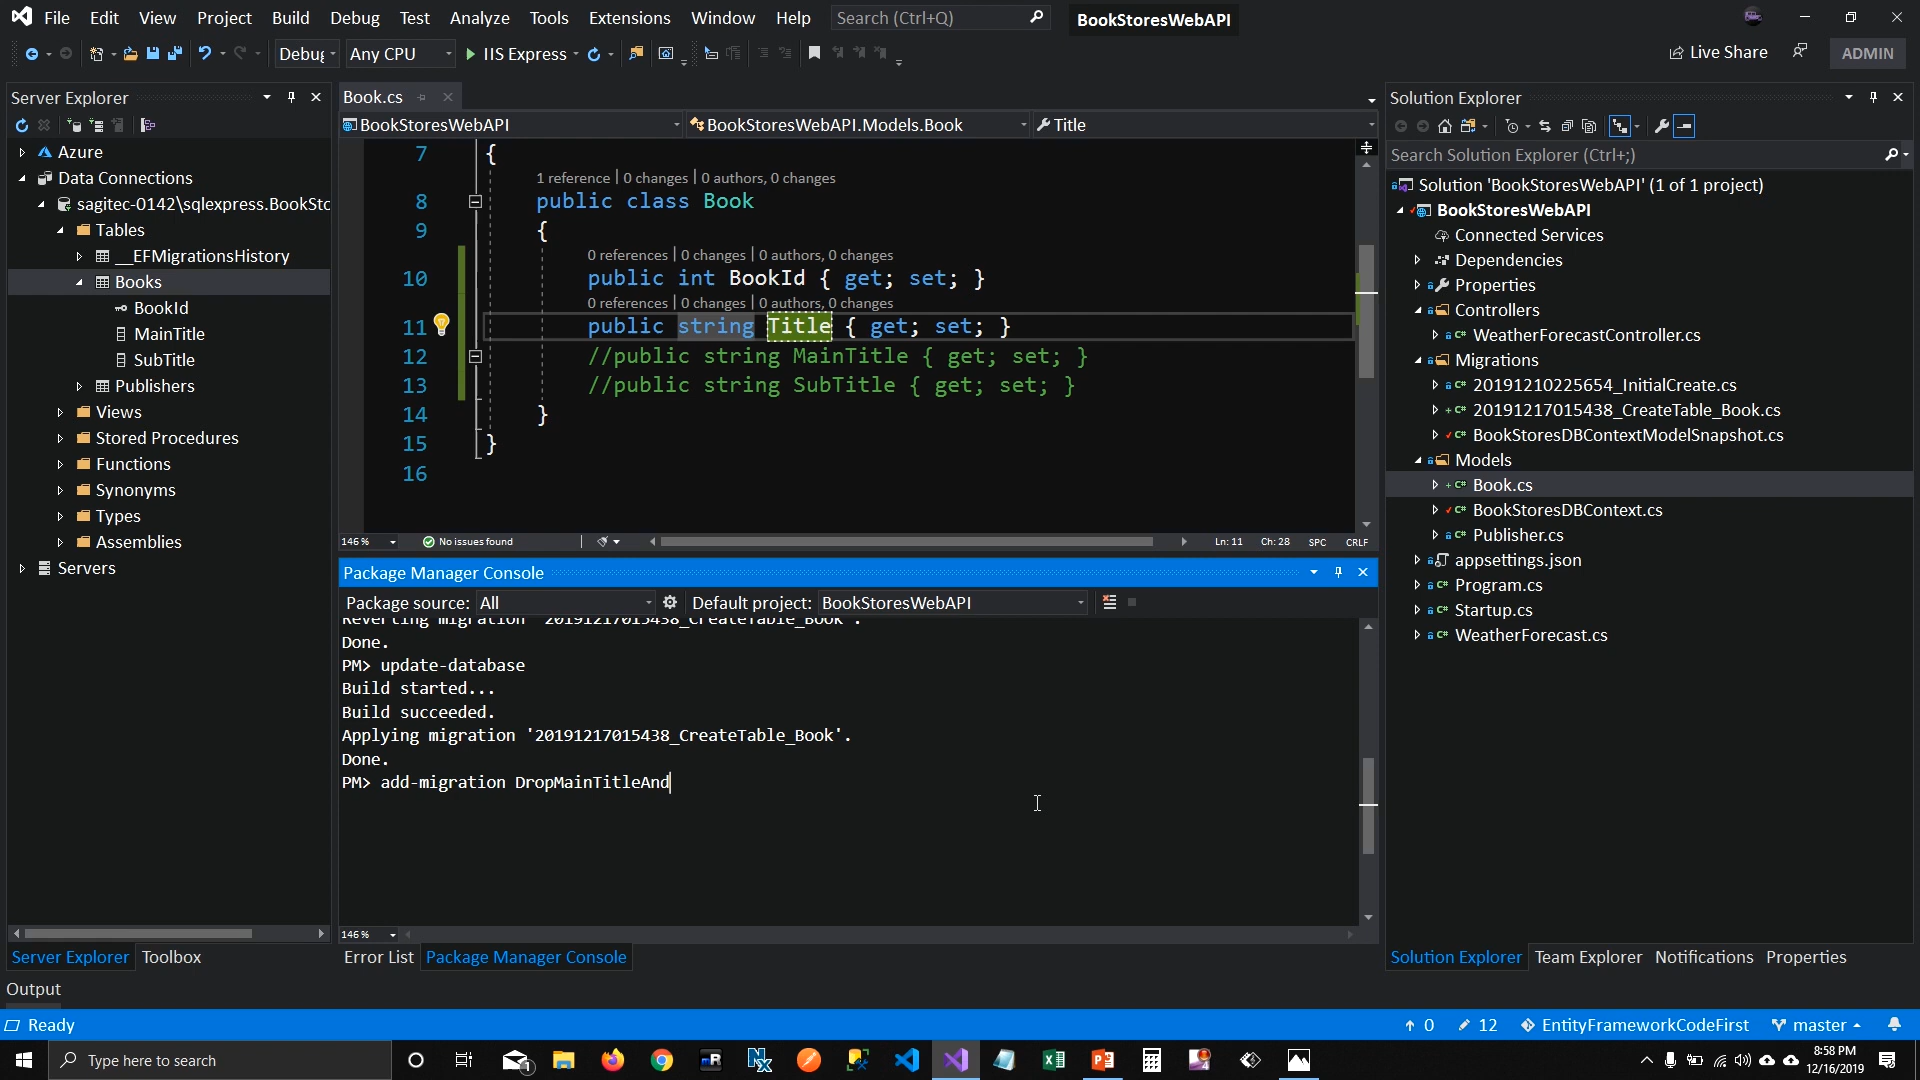 File Edit View Project Build Debug Test Analyze Tools Extensions Window Help Search (Ctrl+Q) BookStoresWebAPI
Debug Any CPU IIS Express Live Share ADMIN
Server Explorer
Azure
Data Connections
sagitec-0142\sqlexpress.BookSto
Tables
__EFMigrationsHistory
Books
BookId
MainTitle
SubTitle
Publishers
Views
Stored Procedures
Functions
Synonyms
Types
Assemblies
Servers
Server Explorer Toolbox
Output
Book.cs
BookStoresWebAPI BookStoresWebAPI.Models.Book Title
7 {
1 reference | 0 changes | 0 authors, 0 changes
8 public class Book
9 {
0 references | 0 changes | 0 authors, 0 changes
10 public int BookId { get; set; }
0 references | 0 changes | 0 authors, 0 changes
11 public string Title { get; set; }
12 //public string MainTitle { get; set; }
13 //public string SubTitle { get; set; }
14 }
15 }
16
146 % No issues found Ln: 11 Ch: 28 SPC CRLF
Package Manager Console
Package source: All Default project: BookStoresWebAPI
Reverting migration '20191217015438_CreateTable_Book'.
Done.
PM> update-database
Build started...
Build succeeded.
Applying migration '20191217015438_CreateTable_Book'.
Done.
PM> add-migration DropMainTitleAnd
146 %
Error List Package Manager Console
Solution Explorer
Search Solution Explorer (Ctrl+;)
Solution 'BookStoresWebAPI' (1 of 1 project)
BookStoresWebAPI
Connected Services
Dependencies
Properties
Controllers
WeatherForecastController.cs
Migrations
20191210225654_InitialCreate.cs
20191217015438_CreateTable_Book.cs
BookStoresDBContextModelSnapshot.cs
Models
Book.cs
BookStoresDBContext.cs
Publisher.cs
appsettings.json
Program.cs
Startup.cs
WeatherForecast.cs
Solution Explorer Team Explorer Notifications Properties
Ready 0 12 EntityFrameworkCodeFirst master
Type here to search
8:58 PM
12/16/2019